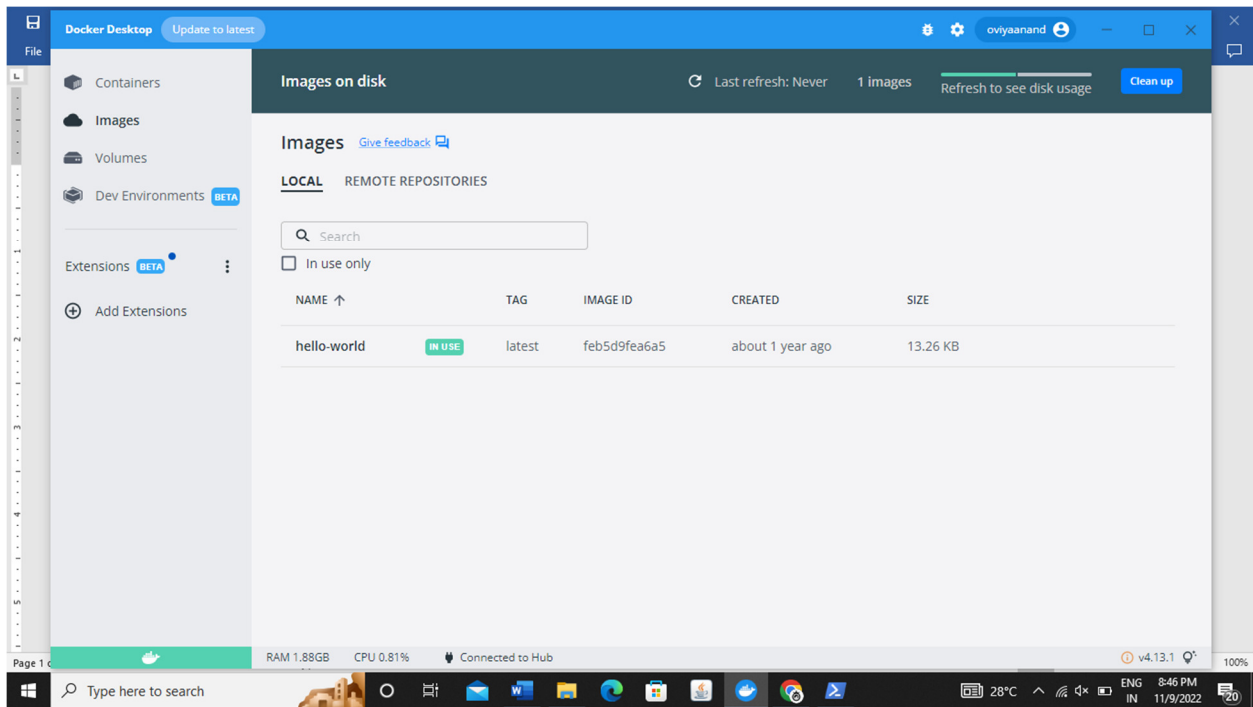 Docker Desktop Update to latest oviyaanand
File
Containers
Images
Volumes
Dev Environments BETA
Extensions BETA
Add Extensions
Images on disk Last refresh: Never 1 images Refresh to see disk usage Clean up
Images Give feedback
LOCAL REMOTE REPOSITORIES
Search
In use only
NAME TAG IMAGE ID CREATED SIZE
hello-world IN USE latest feb5d9fea6a5 about 1 year ago 13.26 KB
RAM 1.88GB CPU 0.81% Connected to Hub v4.13.1
Page 1 100%
Type here to search 28°C ENG 8:46 PM
IN 11/9/2022 20